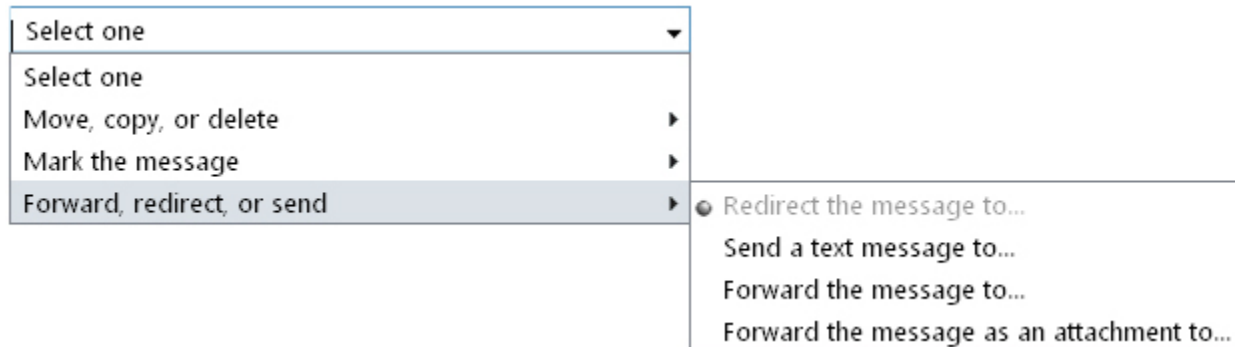 Select one
Select one
Move, copy, or delete
Mark the message
Forward, redirect, or send
Redirect the message to...
Send a text message to...
Forward the message to...
Forward the message as an attachment to...